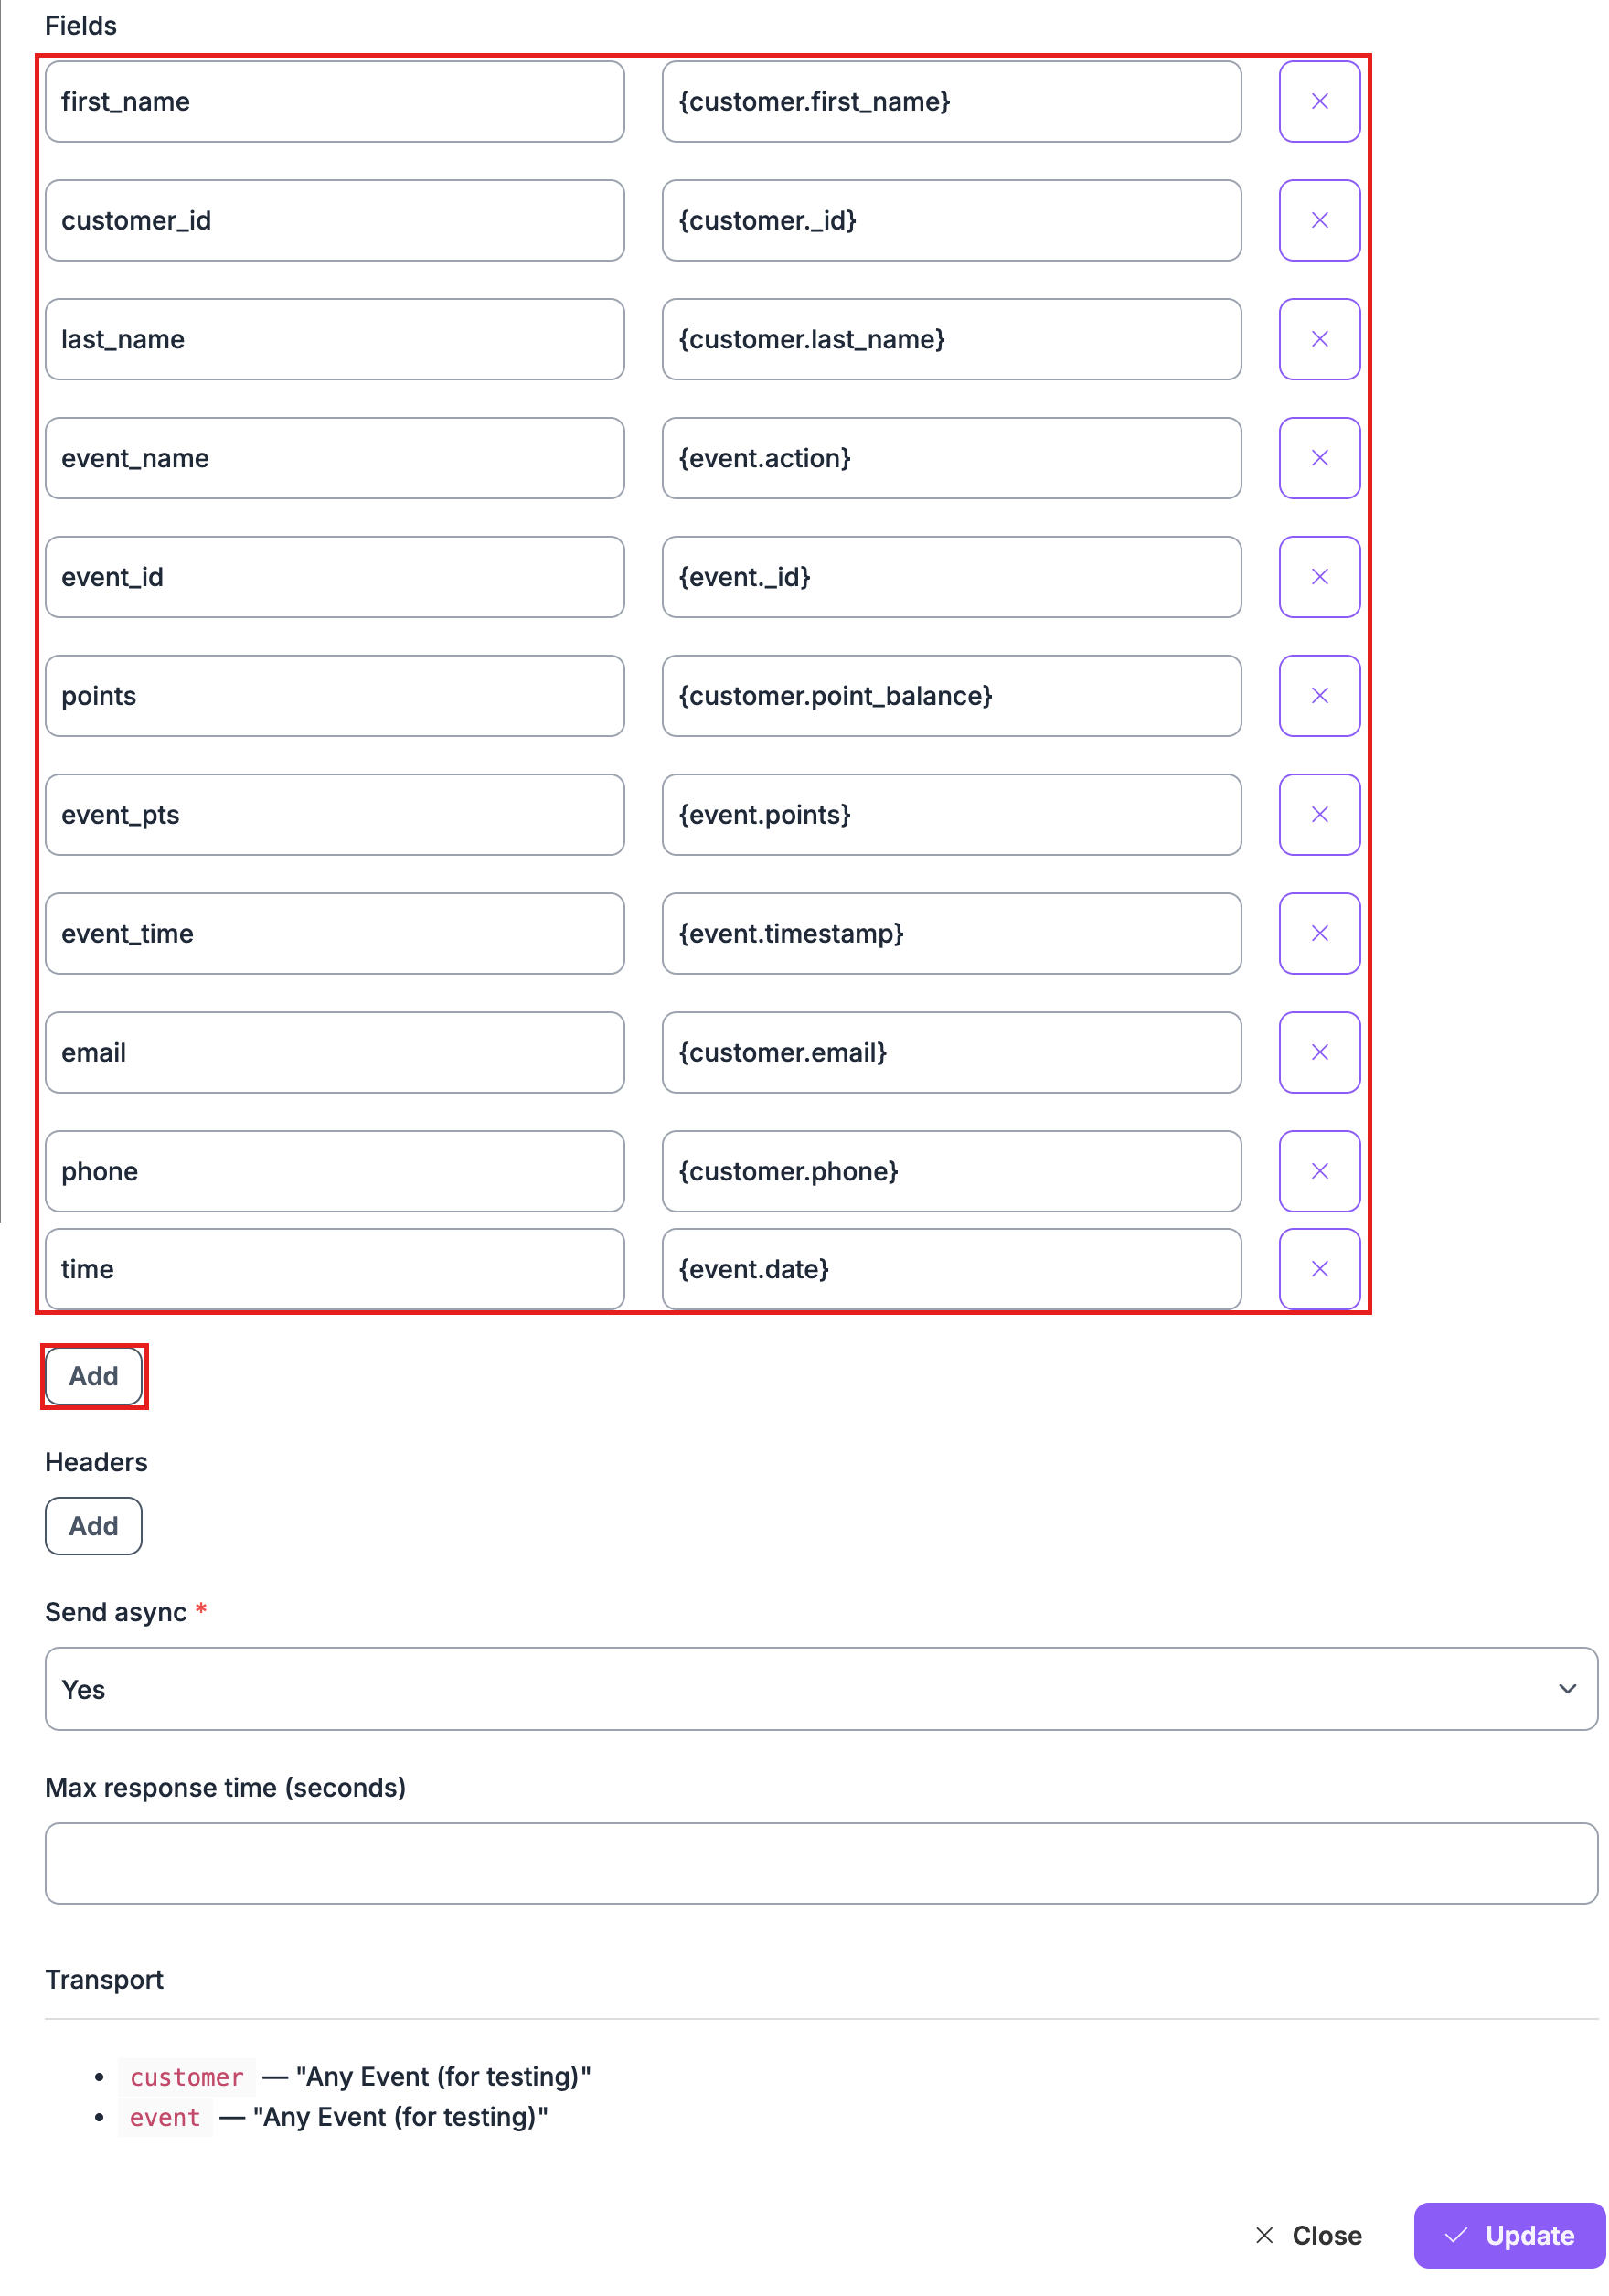 Fields
first_name {customer.first_name}
customer_id {customer._id}
last_name {customer.last_name}
event_name {event.action}
event_id {event._id}
points {customer.point_balance}
event_pts {event.points}
event_time {event.timestamp}
email {customer.email}
phone {customer.phone}
time {event.date}
Add
Headers
Add
Send async *
Yes
Max response time (seconds)
Transport
• customer — "Any Event (for testing)"
• event — "Any Event (for testing)"
Close Update